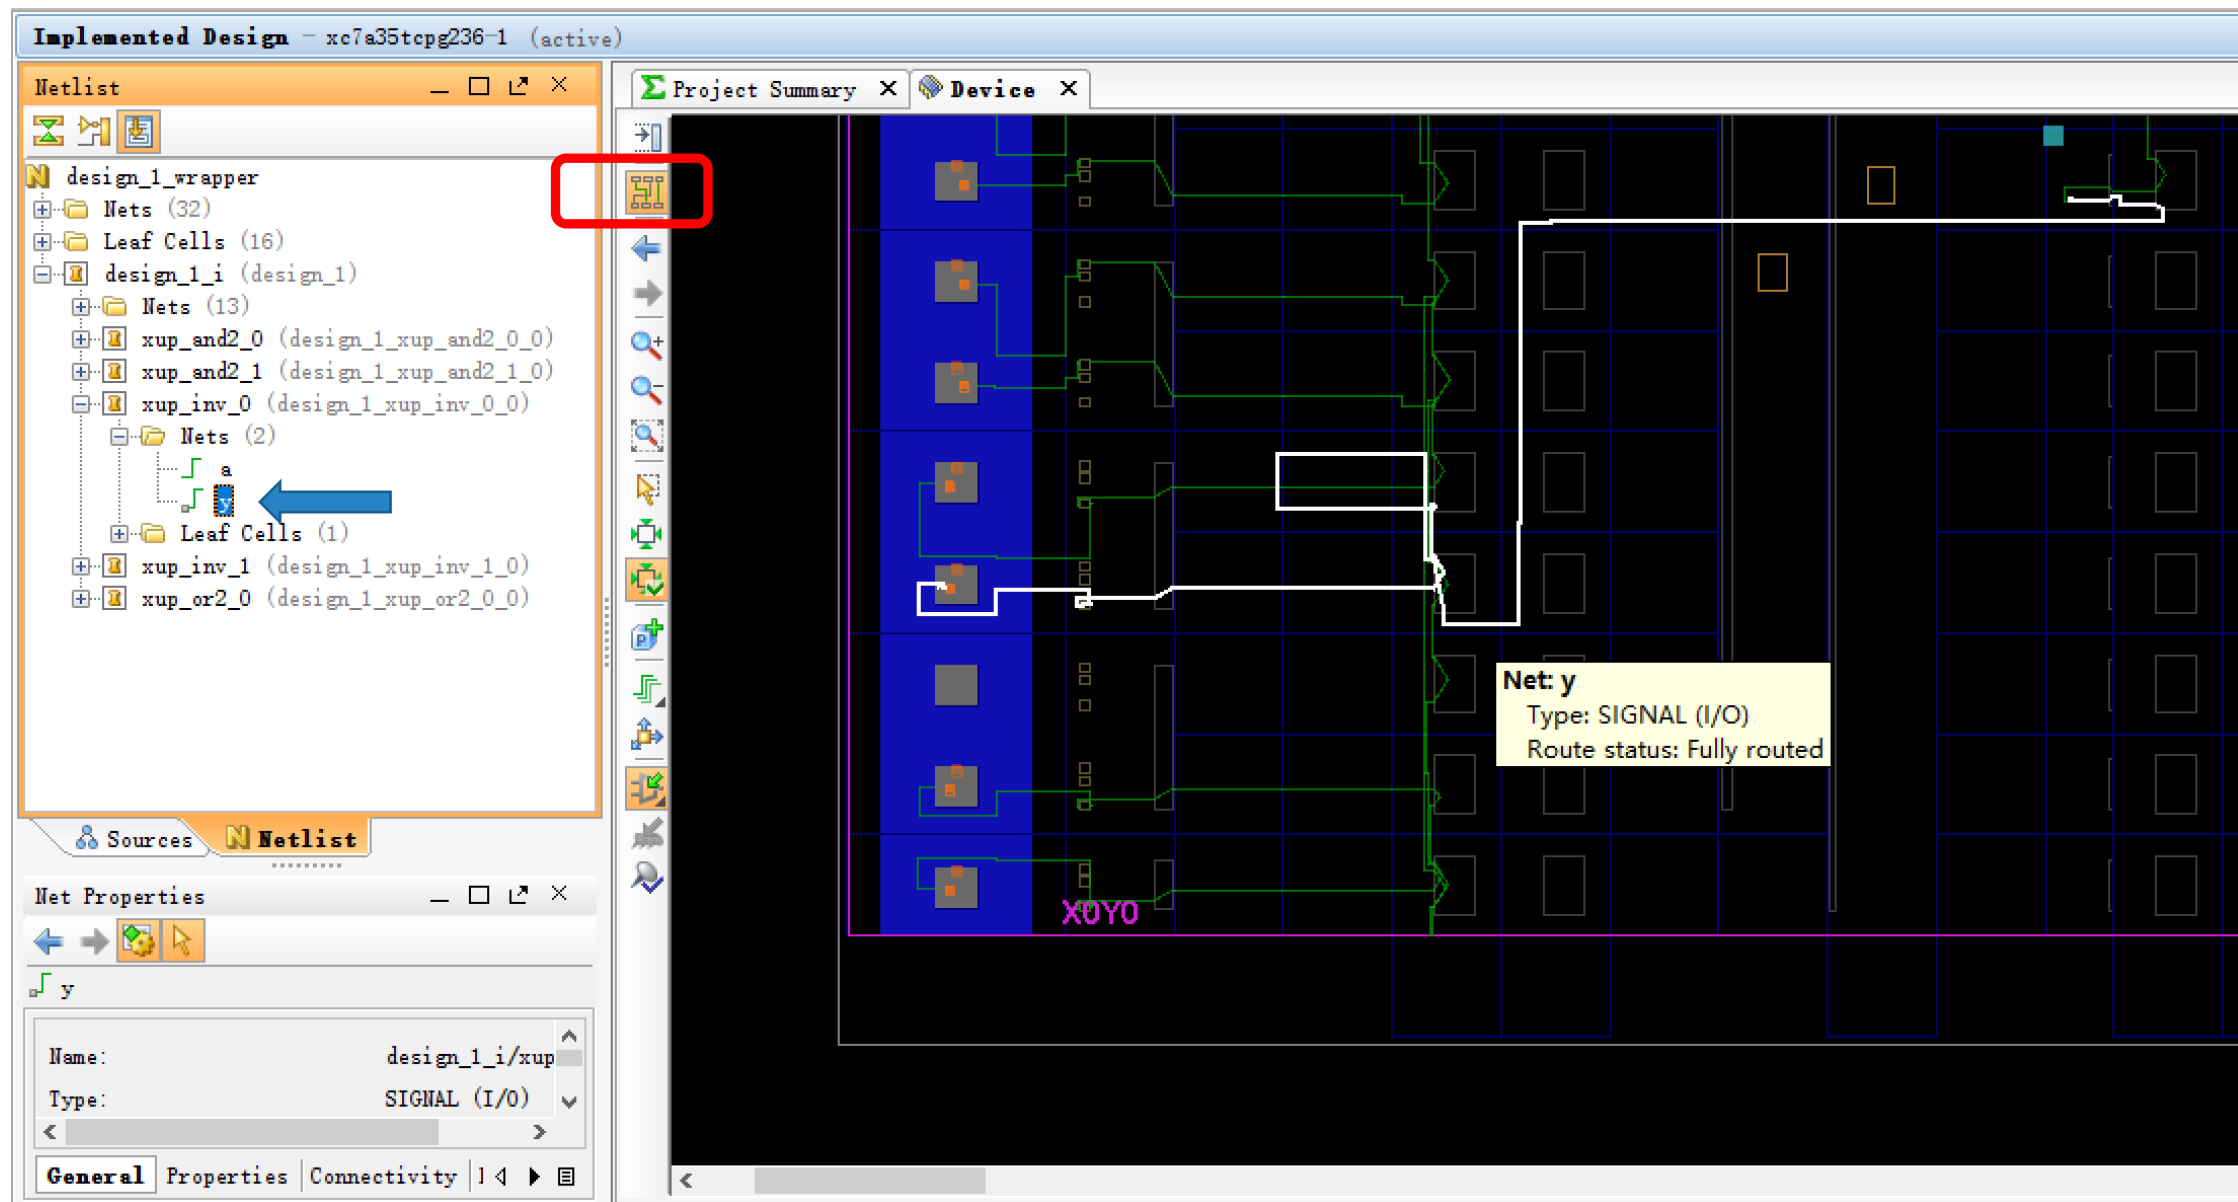 Implemented Design - xc7a35tcpg236-1 (active)
Netlist
design_1_wrapper
Nets (32)
Leaf Cells (16)
design_1_i (design_1)
Nets (13)
xup_and2_0 (design_1_xup_and2_0_0)
xup_and2_1 (design_1_xup_and2_1_0)
xup_inv_0 (design_1_xup_inv_0_0)
Nets (2)
a
y
Leaf Cells (1)
xup_inv_1 (design_1_xup_inv_1_0)
xup_or2_0 (design_1_xup_or2_0_0)
Sources Netlist
Net Properties
y
Name: design_1_i/xup
Type: SIGNAL (I/O)
General Properties Connectivity
Project Summary Device
Net: y
Type: SIGNAL (I/O)
Route status: Fully routed
X0Y0